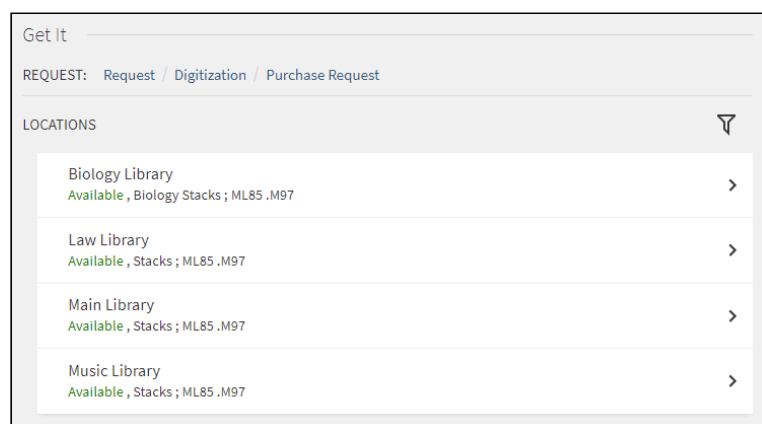 Get It
REQUEST: Request / Digitization / Purchase Request
LOCATIONS
Biology Library
Available , Biology Stacks ; ML85 .M97
Law Library
Available , Stacks ; ML85 .M97
Main Library
Available , Stacks ; ML85 .M97
Music Library
Available , Stacks ; ML85 .M97